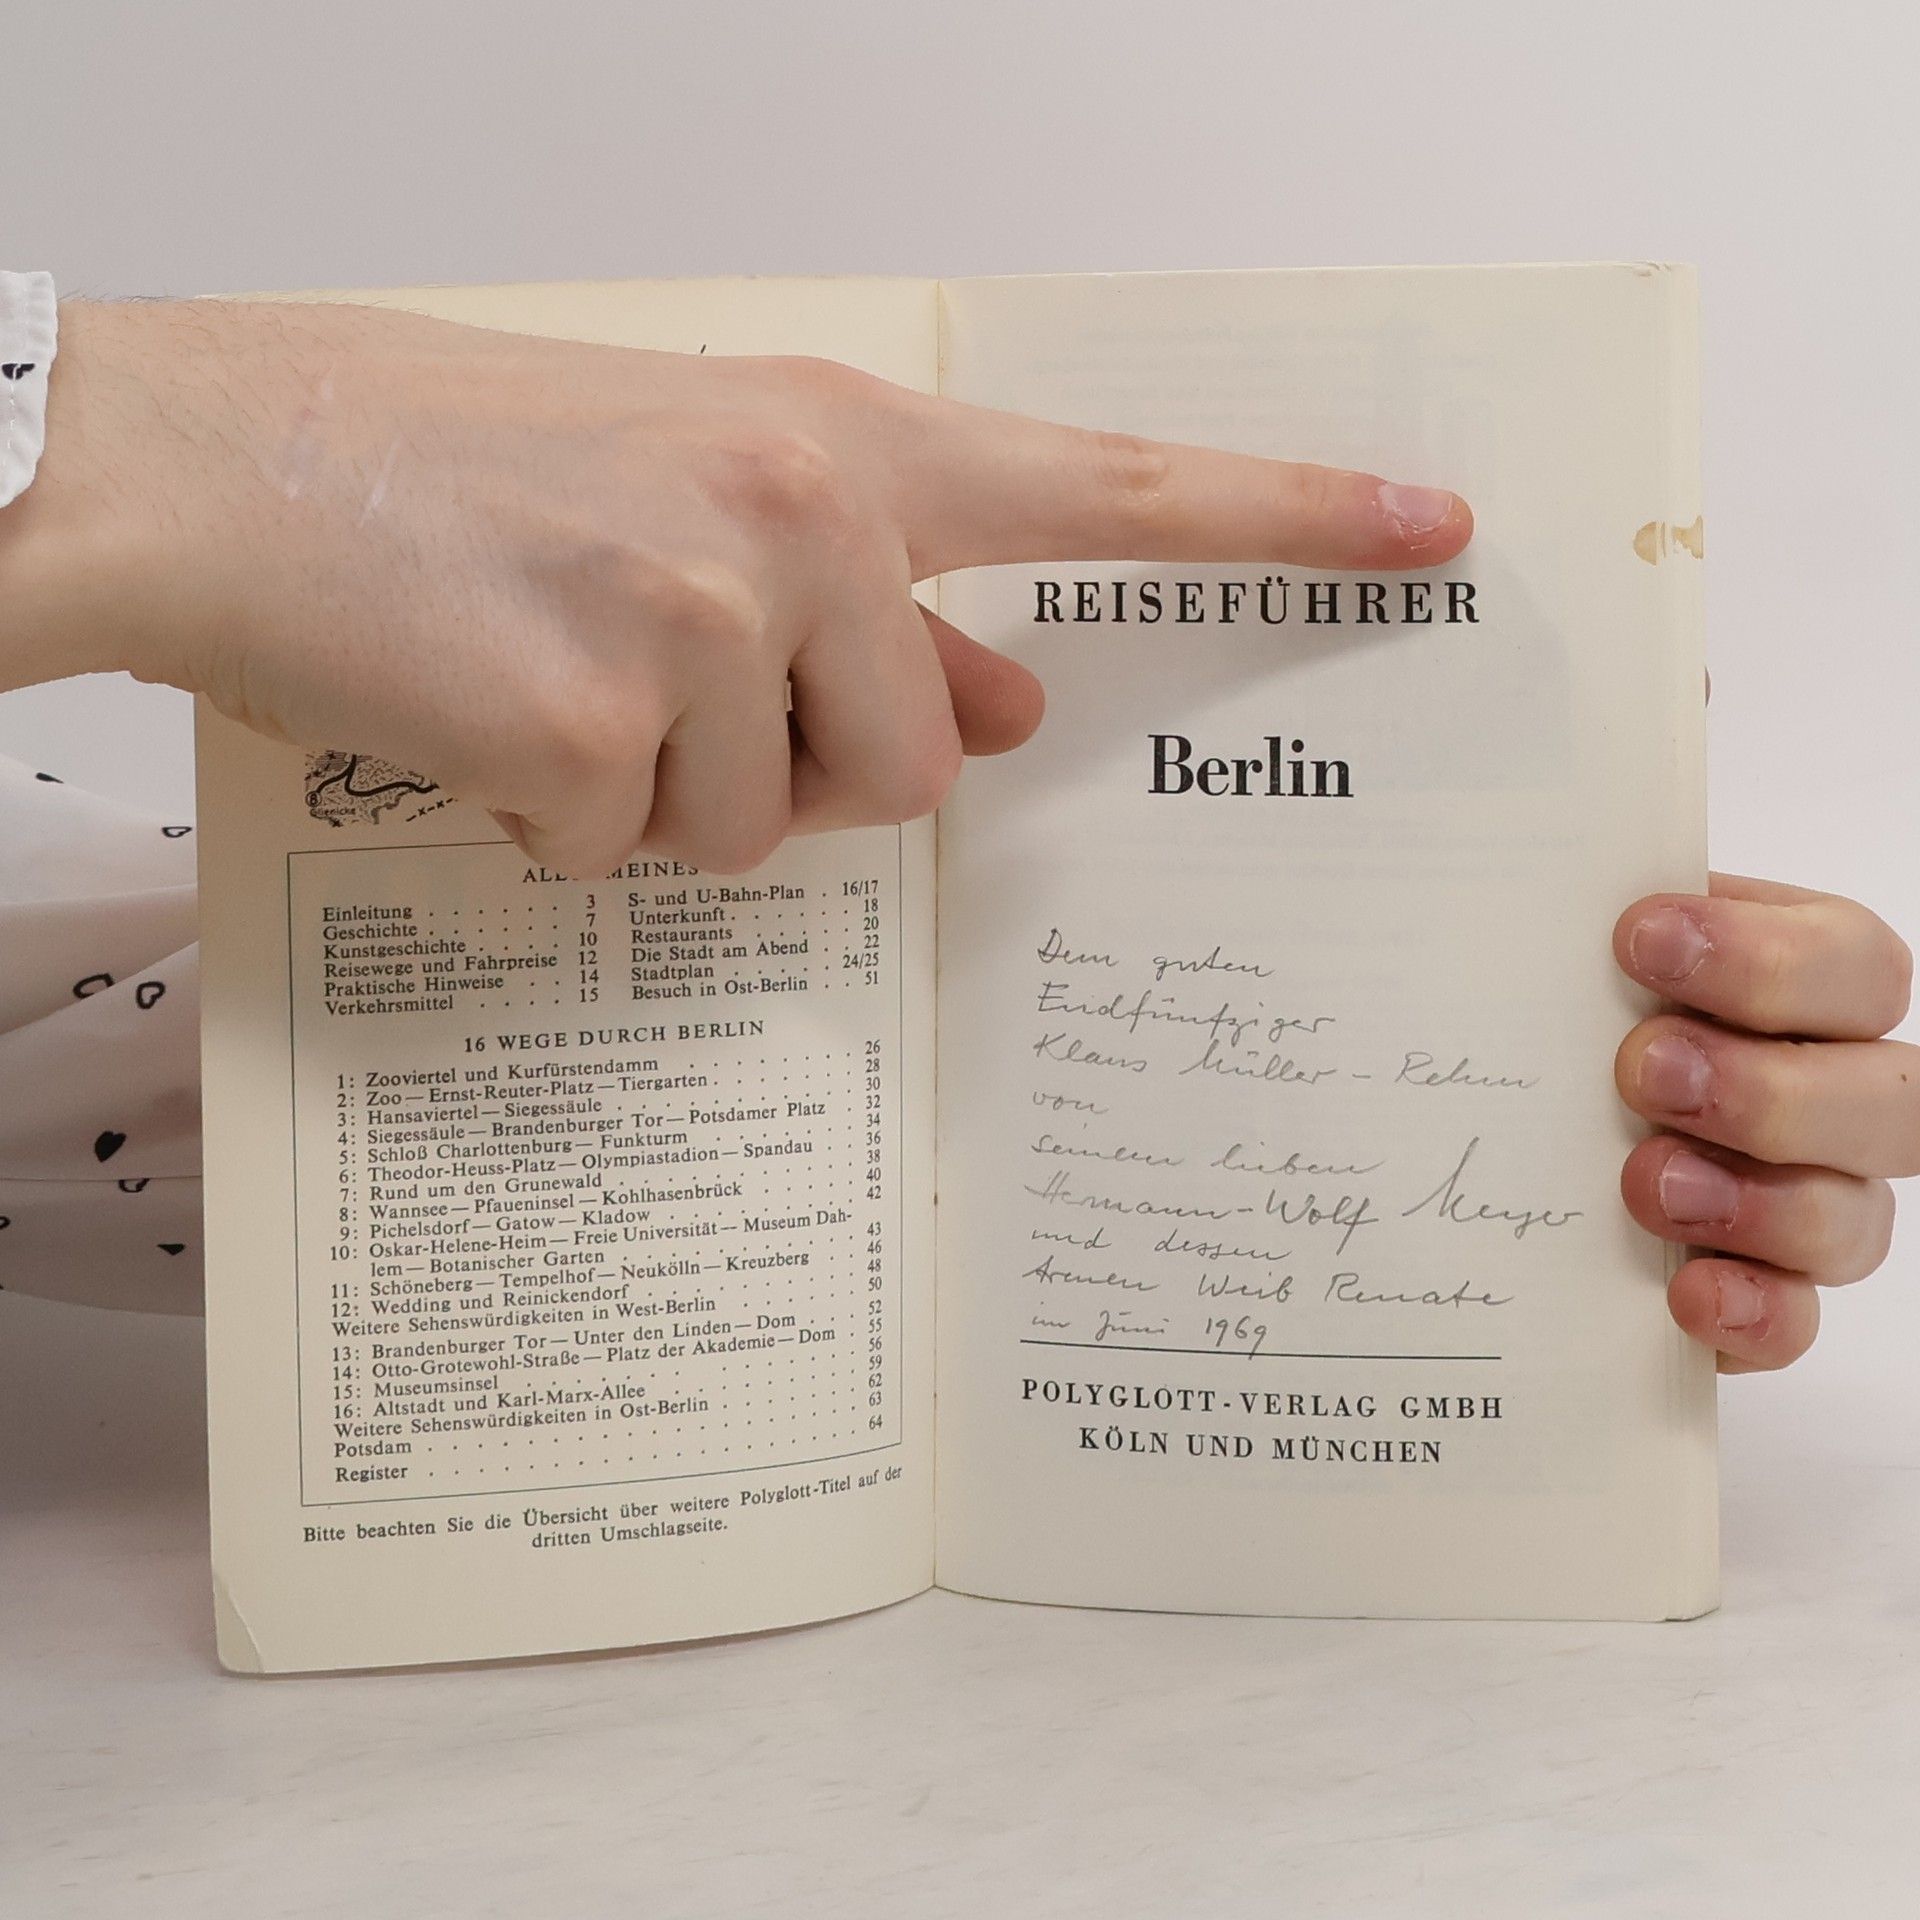 Glienicke
ALLGEMEINES
Einleitung . . . . . . 3
Geschichte . . . . . . 7
Kunstgeschichte . . . . 10
Reisewege und Fahrpreise 12
Praktische Hinweise . . 14
Verkehrsmittel . . . . 15
S- und U-Bahn-Plan . 16/17
Unterkunft . . . . . . 18
Restaurants . . . . . 20
Die Stadt am Abend . . 22
Stadtplan . . . . . 24/25
Besuch in Ost-Berlin . . 51
16 WEGE DURCH BERLIN
1: Zooviertel und Kurfürstendamm . . . . . . . 26
2: Zoo — Ernst-Reuter-Platz — Tiergarten . . . . . . 28
3: Hansaviertel — Siegessäule . . . . . . . . . 30
4: Siegessäule — Brandenburger Tor — Potsdamer Platz . 32
5: Schloß Charlottenburg — Funkturm . . . . . . . 34
6: Theodor-Heuss-Platz — Olympiastadion — Spandau . . 36
7: Rund um den Grunewald . . . . . . . . . . 38
8: Wannsee — Pfaueninsel — Kohlhasenbrück . . . . . 40
9: Pichelsdorf — Gatow — Kladow . . . . . . . . 42
10: Oskar-Helene-Heim — Freie Universität — Museum Dah-
lem — Botanischer Garten . . . . . . . . . . 43
11: Schöneberg — Tempelhof — Neukölln — Kreuzberg . . 46
12: Wedding und Reinickendorf . . . . . . . . . 48
Weitere Sehenswürdigkeiten in West-Berlin . . . . . . 50
13: Brandenburger Tor — Unter den Linden — Dom . . . 52
14: Otto-Grotewohl-Straße — Platz der Akademie — Dom . 55
15: Museumsinsel . . . . . . . . . . . . . 56
16: Altstadt und Karl-Marx-Allee . . . . . . . . 59
Weitere Sehenswürdigkeiten in Ost-Berlin . . . . . . 62
Potsdam . . . . . . . . . . . . . . . . 63
Register . . . . . . . . . . . . . . . . 64
Bitte beachten Sie die Übersicht über weitere Polyglott-Titel auf der
dritten Umschlagseite.
REISEFÜHRER
Berlin
Dem guten
Endfünfziger
Klaus Müller-Rehm
von
seinem lieben
Hermann-Wolf Meyer
und dessen
treuen Weib Renate
im Juni 1969
POLYGLOTT-VERLAG GMBH
KÖLN UND MÜNCHEN